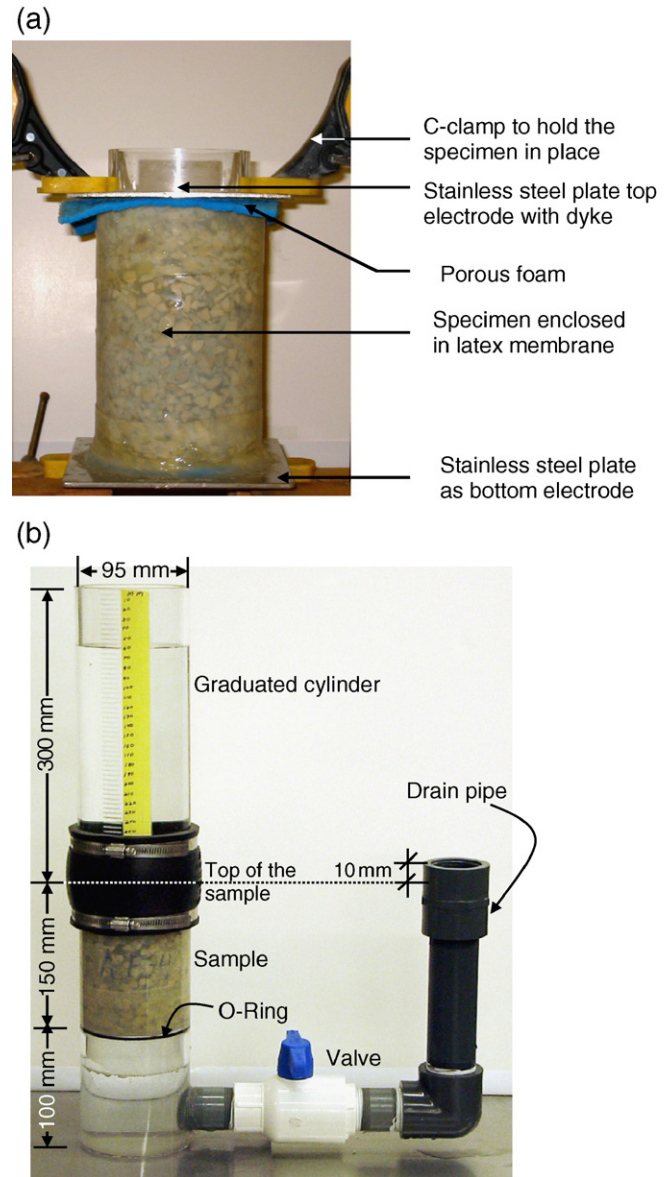 (a)
C-clamp to hold the
specimen in place
Stainless steel plate top
electrode with dyke
Porous foam
Specimen enclosed
in latex membrane
Stainless steel plate
as bottom electrode
(b)
95 mm
300 mm
Graduated cylinder
Drain pipe
Top of the
sample
10 mm
150 mm
Sample
O-Ring
Valve
100 mm